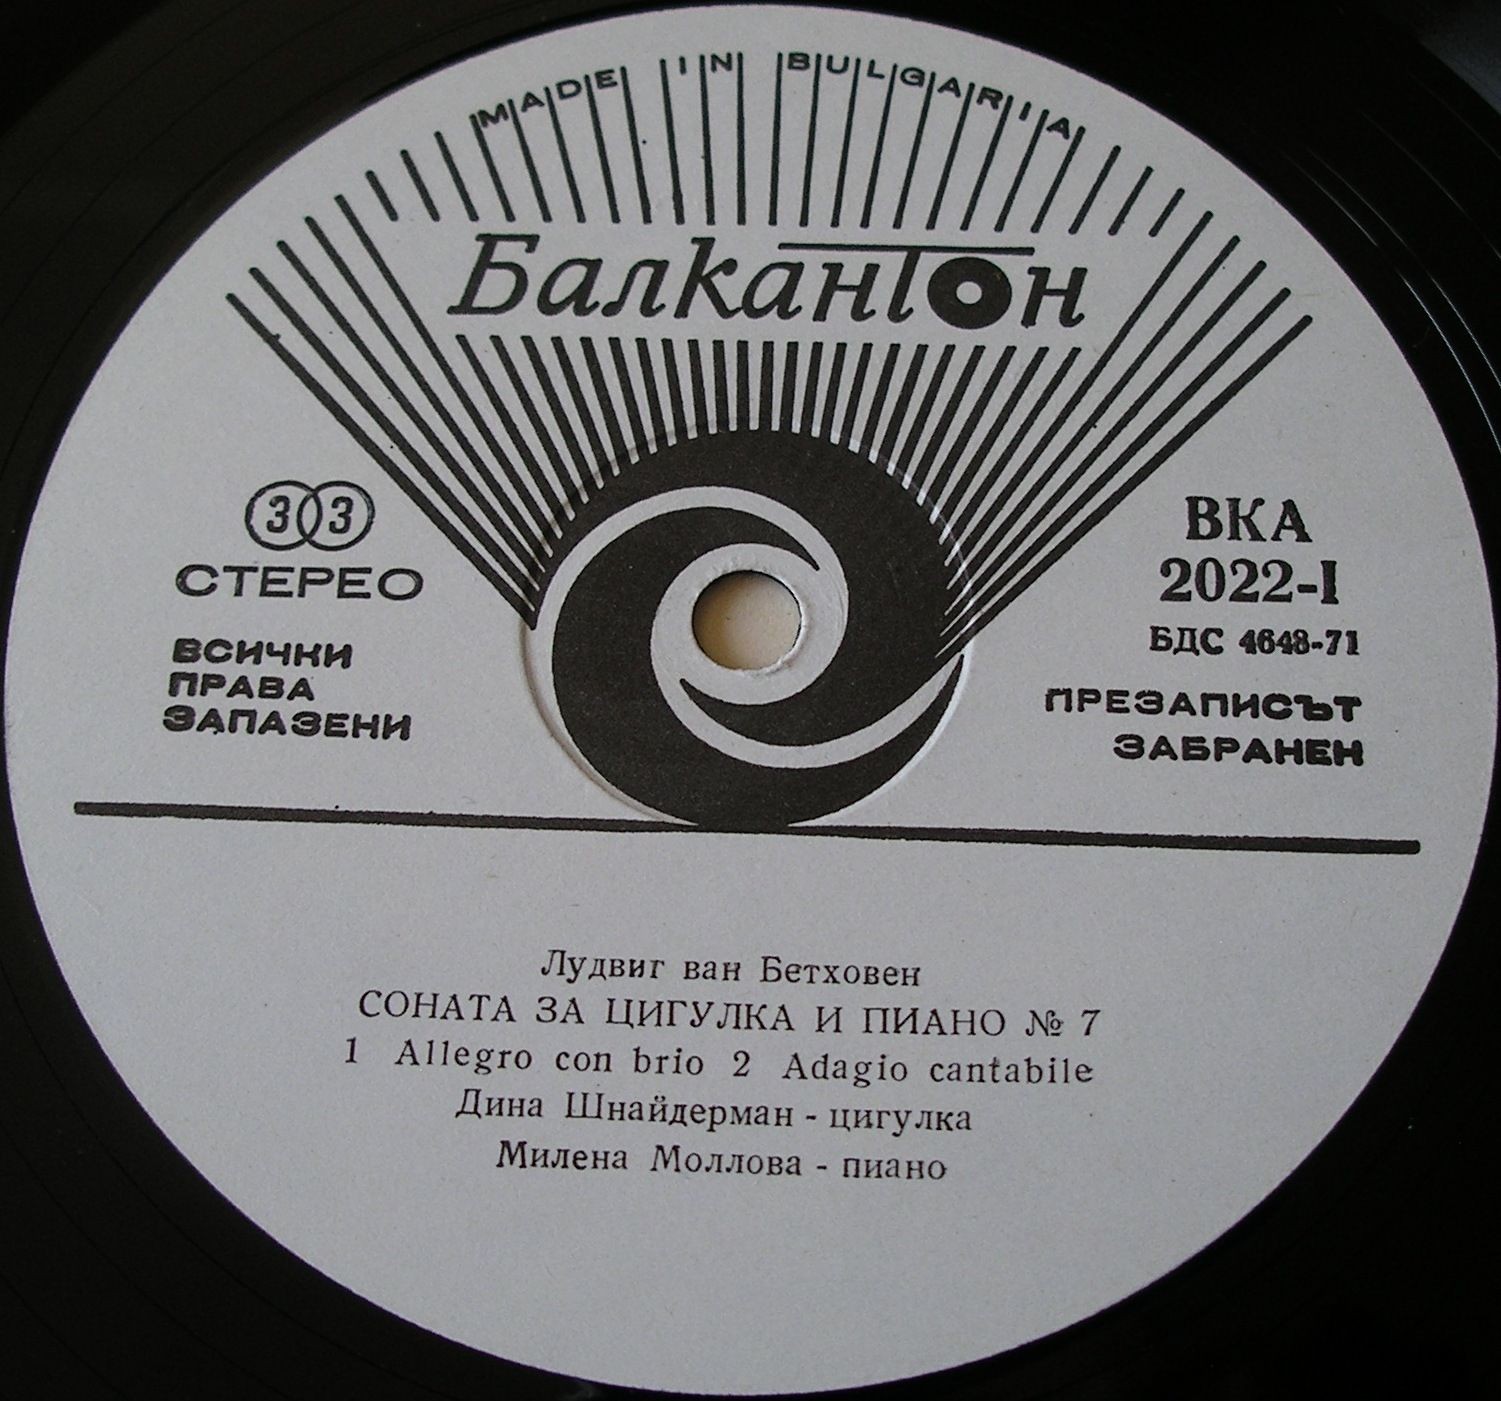 MADE IN BULGARIA
Балкантон
33
СТЕРЕО
ВСИЧКИ
ПРАВА
ЗАПАЗЕНИ
ВКА
2022-I
БДС 4648-71
ПРЕЗАПИСЪТ
ЗАБРАНЕН
Лудвиг ван Бетховен
СОНАТА ЗА ЦИГУЛКА И ПИАНО № 7
1 Allegro con brio 2 Adagio cantabile
Дина Шнайдерман - цигулка
Милена Моллова - пиано